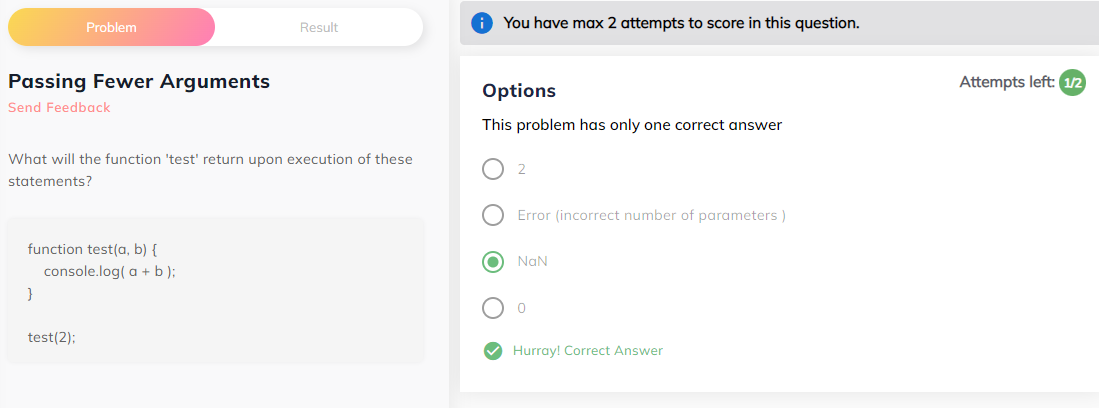 Problem
Result
Passing Fewer Arguments
Send Feedback
What will the function 'test' return upon execution of these
statements?
function test(a, b) {
console.log( a + b );
}
test(2);
You have max 2 attempts to score in this question.
Options
Attempts left: 1/2
This problem has only one correct answer
2
Error (incorrect number of parameters )
NaN
0
Hurray! Correct Answer